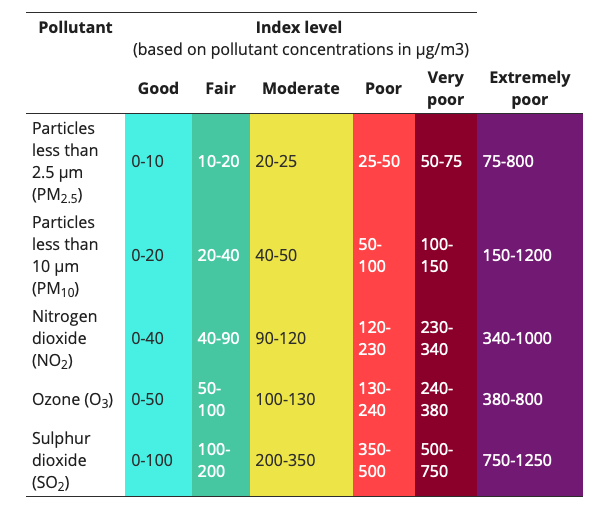 Pollutant Index level
(based on pollutant concentrations in µg/m3)
Good Fair Moderate Poor Very poor Extremely poor
Particles less than 2.5 µm (PM2.5) 0-10 10-20 20-25 25-50 50-75 75-800
Particles less than 10 µm (PM10) 0-20 20-40 40-50 50-100 100-150 150-1200
Nitrogen dioxide (NO2) 0-40 40-90 90-120 120-230 230-340 340-1000
Ozone (O3) 0-50 50-100 100-130 130-240 240-380 380-800
Sulphur dioxide (SO2) 0-100 100-200 200-350 350-500 500-750 750-1250